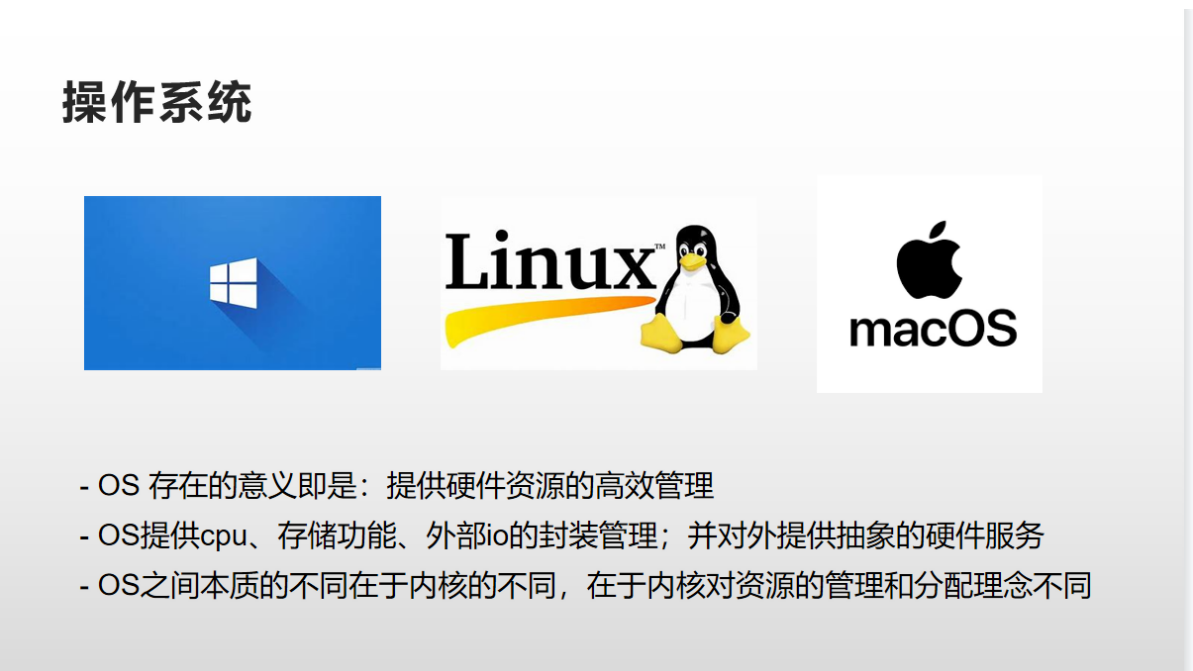 操作系统
Linux™
macOS
- OS 存在的意义即是：提供硬件资源的高效管理
- OS提供cpu、存储功能、外部io的封装管理；并对外提供抽象的硬件服务
- OS之间本质的不同在于内核的不同，在于内核对资源的管理和分配理念不同